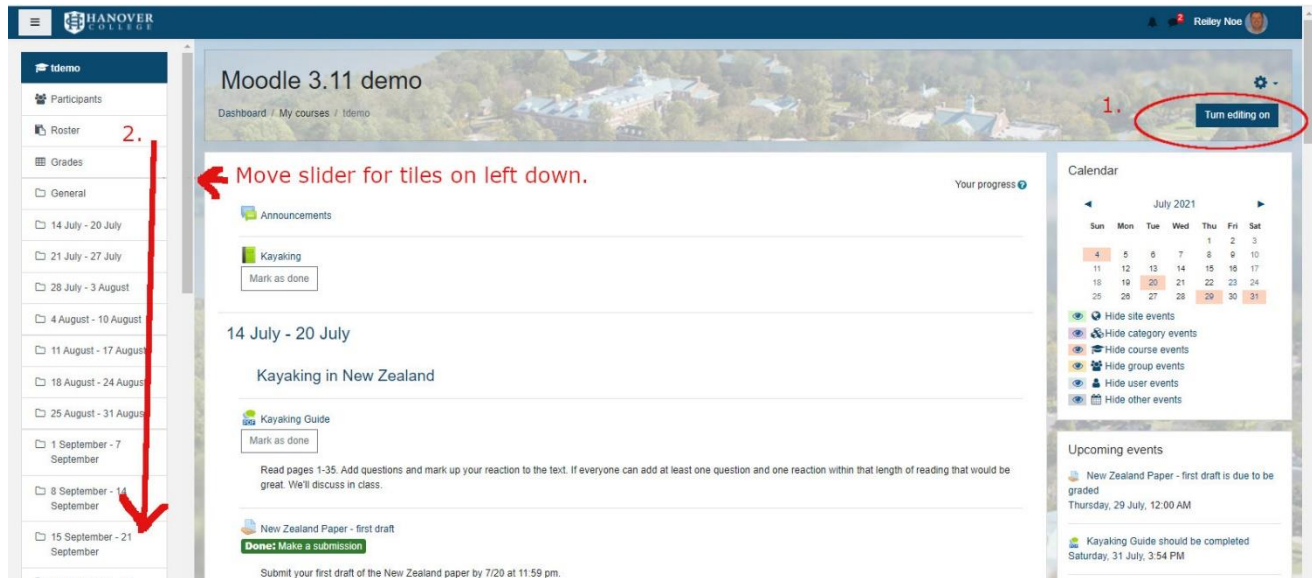 HANOVER
COLLEGE
2
Reiley Noe
tdemo
Participants
Roster
Grades
General
14 July - 20 July
21 July - 27 July
28 July - 3 August
4 August - 10 August
11 August - 17 August
18 August - 24 August
25 August - 31 August
1 September - 7
September
8 September - 14
September
15 September - 21
September
2.
Moodle 3.11 demo
Dashboard / My courses / tdemo
1.
Turn editing on
Move slider for tiles on left down.
Your progress
Announcements
Kayaking
Mark as done
14 July - 20 July
Kayaking in New Zealand
Kayaking Guide
Mark as done
Read pages 1-35. Add questions and mark up your reaction to the text. If everyone can add at least one question and one reaction within that length of reading that would be
great. We'll discuss in class.
New Zealand Paper - first draft
Done: Make a submission
Submit your first draft of the New Zealand paper by 7/20 at 11:59 pm.
Calendar
◄ July 2021 ►
Sun Mon Tue Wed Thu Fri Sat
1 2 3
4 5 6 7 8 9 10
11 12 13 14 15 16 17
18 19 20 21 22 23 24
25 26 27 28 29 30 31
Hide site events
Hide category events
Hide course events
Hide group events
Hide user events
Hide other events
Upcoming events
New Zealand Paper - first draft is due to be
graded
Thursday, 29 July, 12:00 AM
Kayaking Guide should be completed
Saturday, 31 July, 3:54 PM